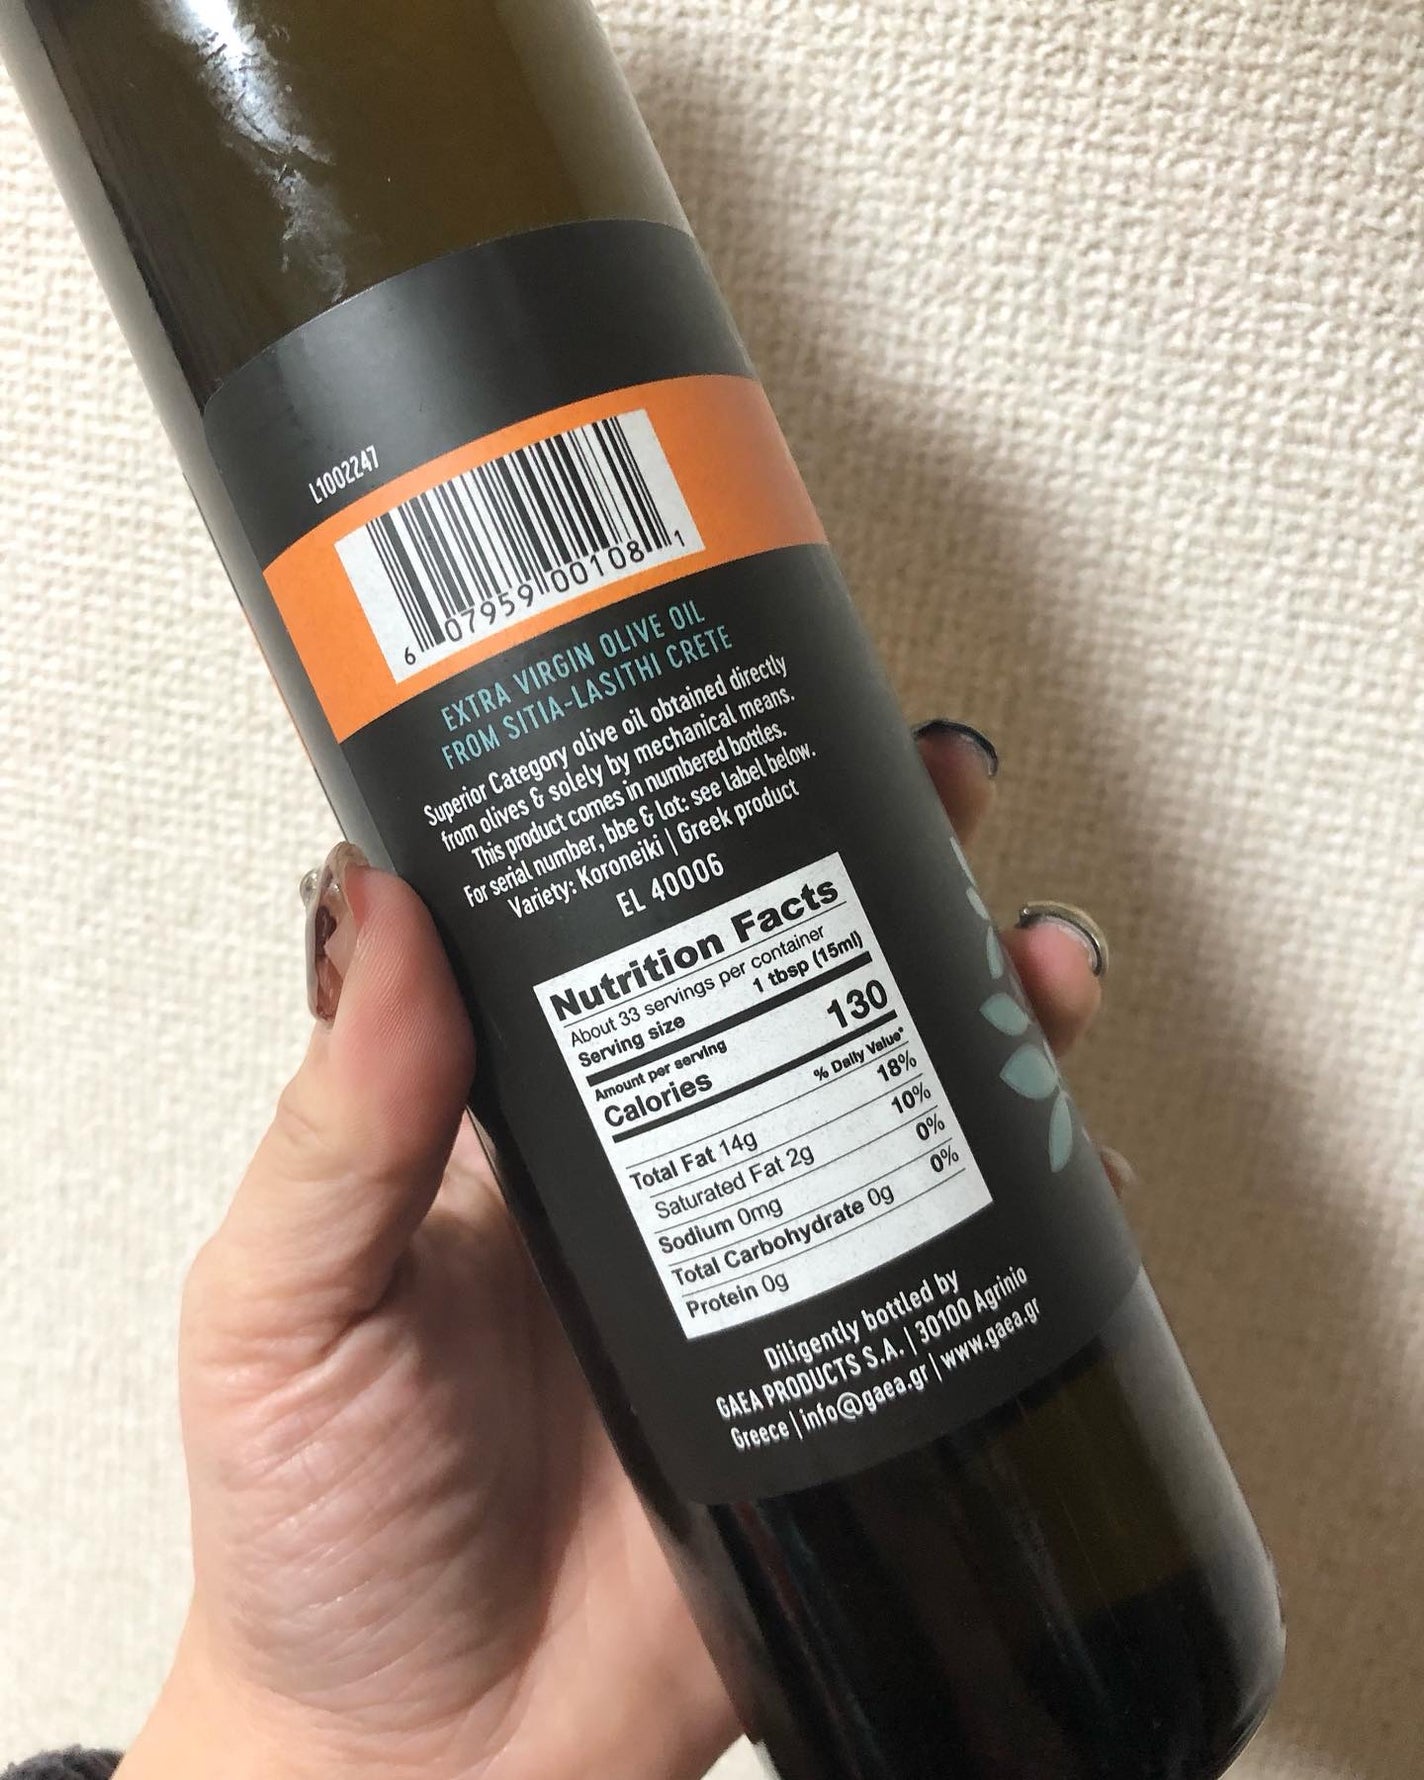 L1002247
6 07959 00108 1
EXTRA VIRGIN OLIVE OIL
FROM SITIA-LASITHI CRETE
Superior Category olive oil obtained directly
from olives & solely by mechanical means.
This product comes in numbered bottles.
For serial number, bbe & lot: see label below.
Variety: Koroneiki | Greek product
EL 40006
Nutrition Facts
About 33 servings per container
Serving size 1 tbsp (15ml)
Amount per serving
Calories 130
% Daily Value*
Total Fat 14g 18%
Saturated Fat 2g 10%
Sodium 0mg 0%
Total Carbohydrate 0g 0%
Protein 0g
Diligently bottled by
GAEA PRODUCTS S.A. | 30100 Agrinio
Greece | info@gaea.gr | www.gaea.gr